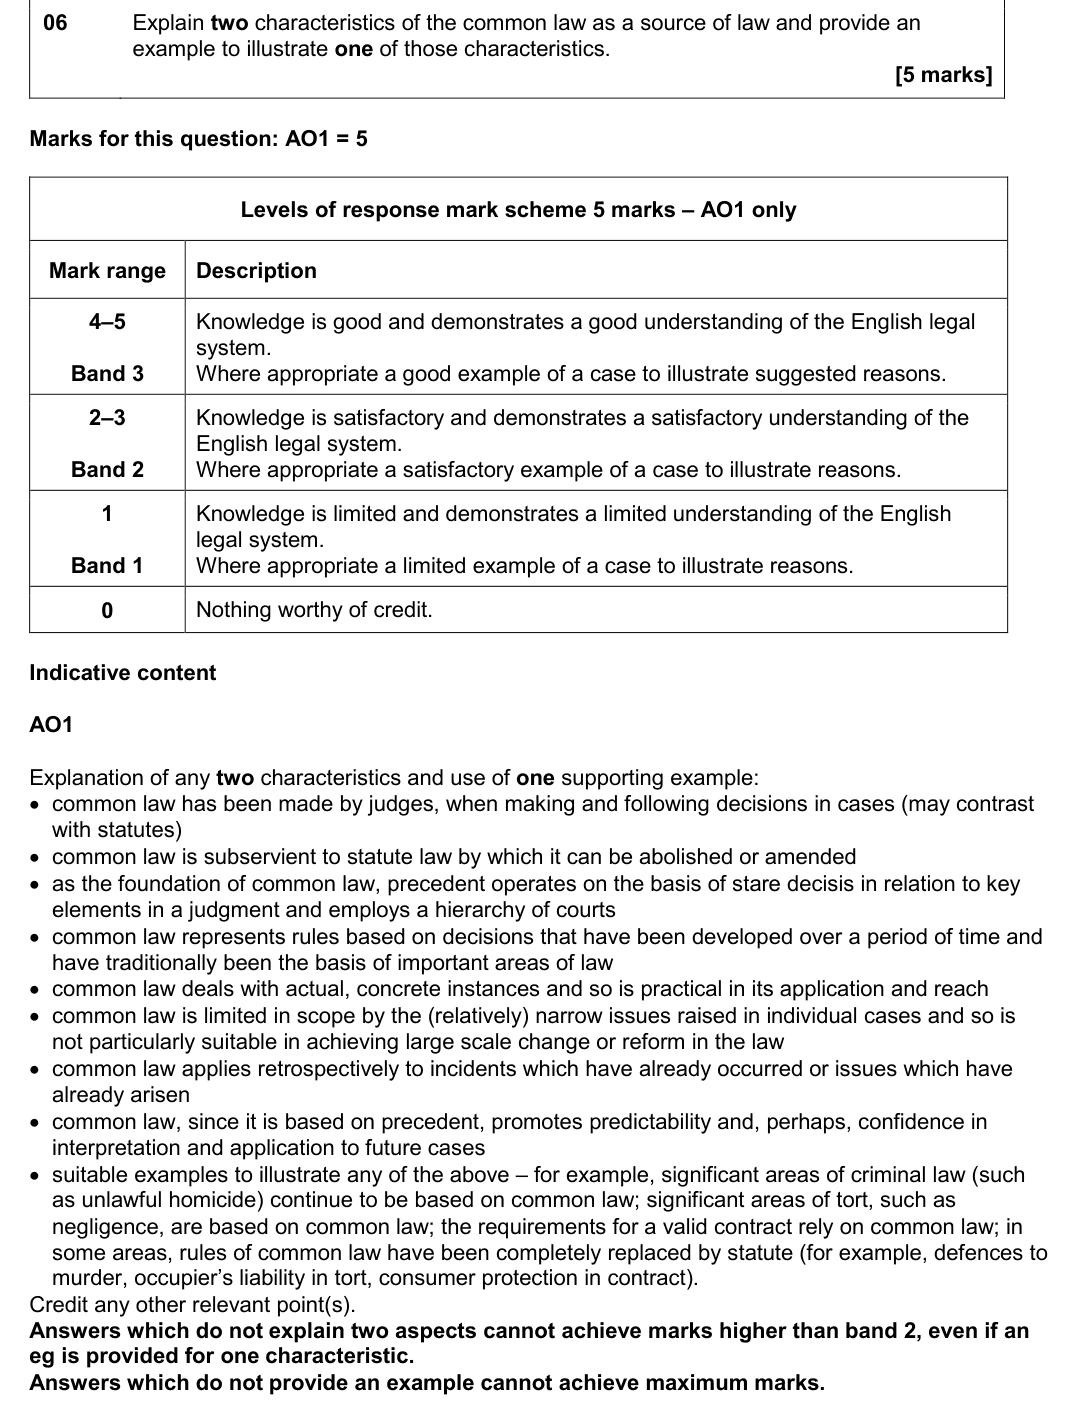 06 Explain two characteristics of the common law as a source of law and provide an
example to illustrate one of those characteristics.
[5 marks]
Marks for this question: AO1 = 5
Levels of response mark scheme 5 marks – AO1 only
Mark range Description
4–5 Knowledge is good and demonstrates a good understanding of the English legal
system.
Band 3 Where appropriate a good example of a case to illustrate suggested reasons.
2–3 Knowledge is satisfactory and demonstrates a satisfactory understanding of the
English legal system.
Band 2 Where appropriate a satisfactory example of a case to illustrate reasons.
1 Knowledge is limited and demonstrates a limited understanding of the English
legal system.
Band 1 Where appropriate a limited example of a case to illustrate reasons.
0 Nothing worthy of credit.
Indicative content
AO1
Explanation of any two characteristics and use of one supporting example:
• common law has been made by judges, when making and following decisions in cases (may contrast
with statutes)
• common law is subservient to statute law by which it can be abolished or amended
• as the foundation of common law, precedent operates on the basis of stare decisis in relation to key
elements in a judgment and employs a hierarchy of courts
• common law represents rules based on decisions that have been developed over a period of time and
have traditionally been the basis of important areas of law
• common law deals with actual, concrete instances and so is practical in its application and reach
• common law is limited in scope by the (relatively) narrow issues raised in individual cases and so is
not particularly suitable in achieving large scale change or reform in the law
• common law applies retrospectively to incidents which have already occurred or issues which have
already arisen
• common law, since it is based on precedent, promotes predictability and, perhaps, confidence in
interpretation and application to future cases
• suitable examples to illustrate any of the above – for example, significant areas of criminal law (such
as unlawful homicide) continue to be based on common law; significant areas of tort, such as
negligence, are based on common law; the requirements for a valid contract rely on common law; in
some areas, rules of common law have been completely replaced by statute (for example, defences to
murder, occupier's liability in tort, consumer protection in contract).
Credit any other relevant point(s).
Answers which do not explain two aspects cannot achieve marks higher than band 2, even if an
eg is provided for one characteristic.
Answers which do not provide an example cannot achieve maximum marks.